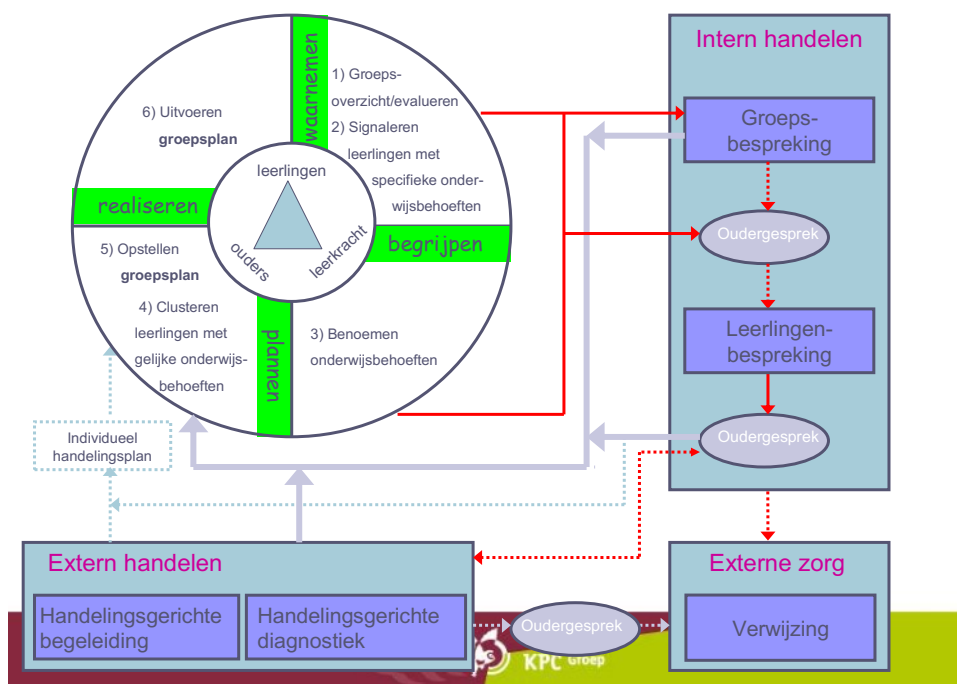 waarnemen
1) Groeps-
overzicht/evalueren
2) Signaleren
leerlingen met
specifieke onder-
wijsbehoeften
begrijpen
3) Benoemen
onderwijsbehoeften
plannen
4) Clusteren
leerlingen met
gelijke onderwijs-
behoeften
5) Opstellen
groepsplan
realiseren
6) Uitvoeren
groepsplan
leerlingen
ouders
leerkracht
Individueel
handelingsplan
Intern handelen
Groeps-
bespreking
Oudergesprek
Leerlingen-
bespreking
Oudergesprek
Extern handelen
Handelingsgerichte
begeleiding
Handelingsgerichte
diagnostiek
Oudergesprek
Externe zorg
Verwijzing
KPC Groep